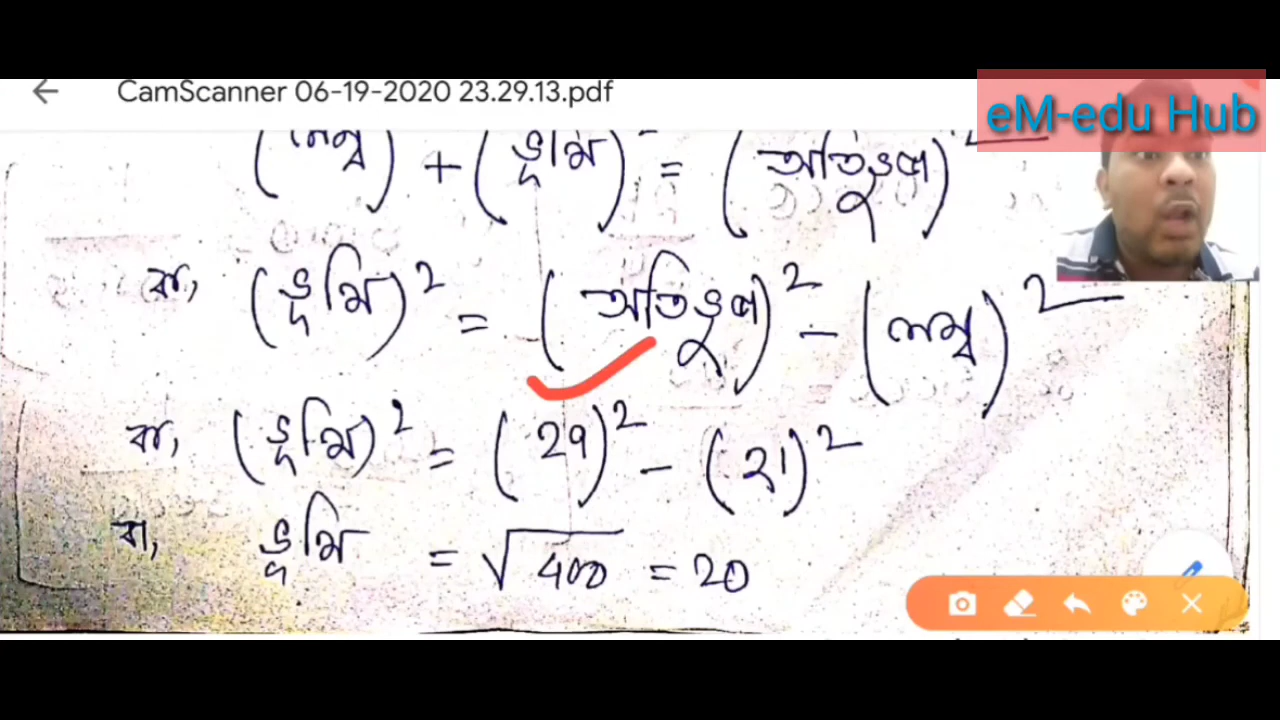 CamScanner 06-19-2020 23.29.13.pdf
eM-edu Hub
(লম্ব) + (ভূমি)² = (অতিভুজ)²
বা, (ভূমি)² = (অতিভুজ)² - (লম্ব)²
বা, (ভূমি)² = (29)² - (21)²
বা, ভূমি = √400 = 20